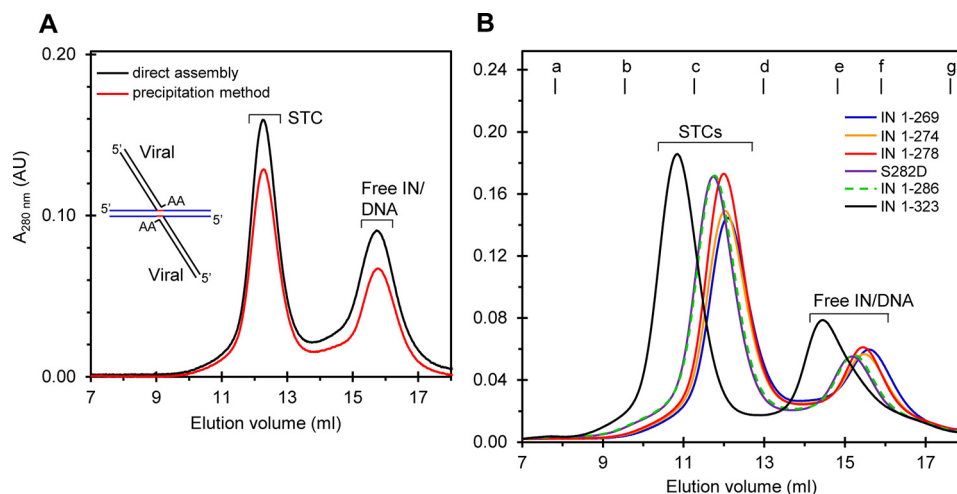 A
0.20
direct assembly
precipitation method
STC
5'
Viral
AA
5'
5'
AA
Viral
5'
Free IN/
DNA
0.10
0.00
A280 nm (AU)
7 9 11 13 15 17
Elution volume (ml)
B
0.24
a b c d e f g
0.20
IN 1-269
IN 1-274
IN 1-278
S282D
IN 1-286
IN 1-323
STCs
0.16
0.12
Free IN/DNA
0.08
0.04
0.00
7 9 11 13 15 17
Elution volume (ml)